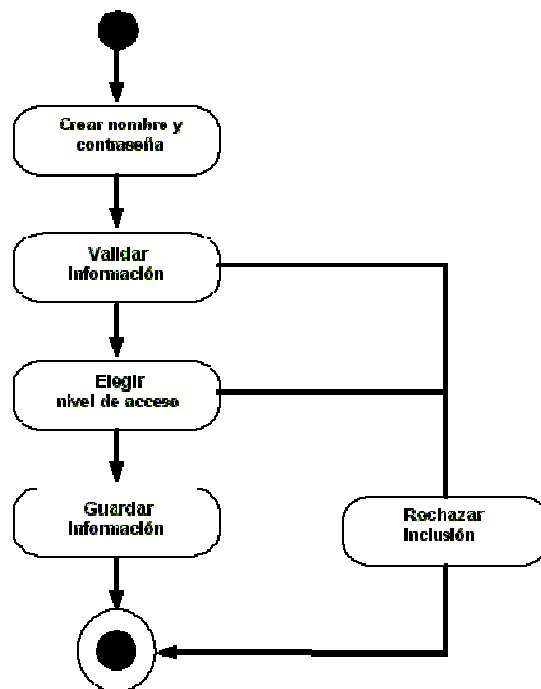 Crear nombre y
contraseña
Validar
Información
Elegir
nivel de acceso
Guardar
Información
Rechazar
Inclusión